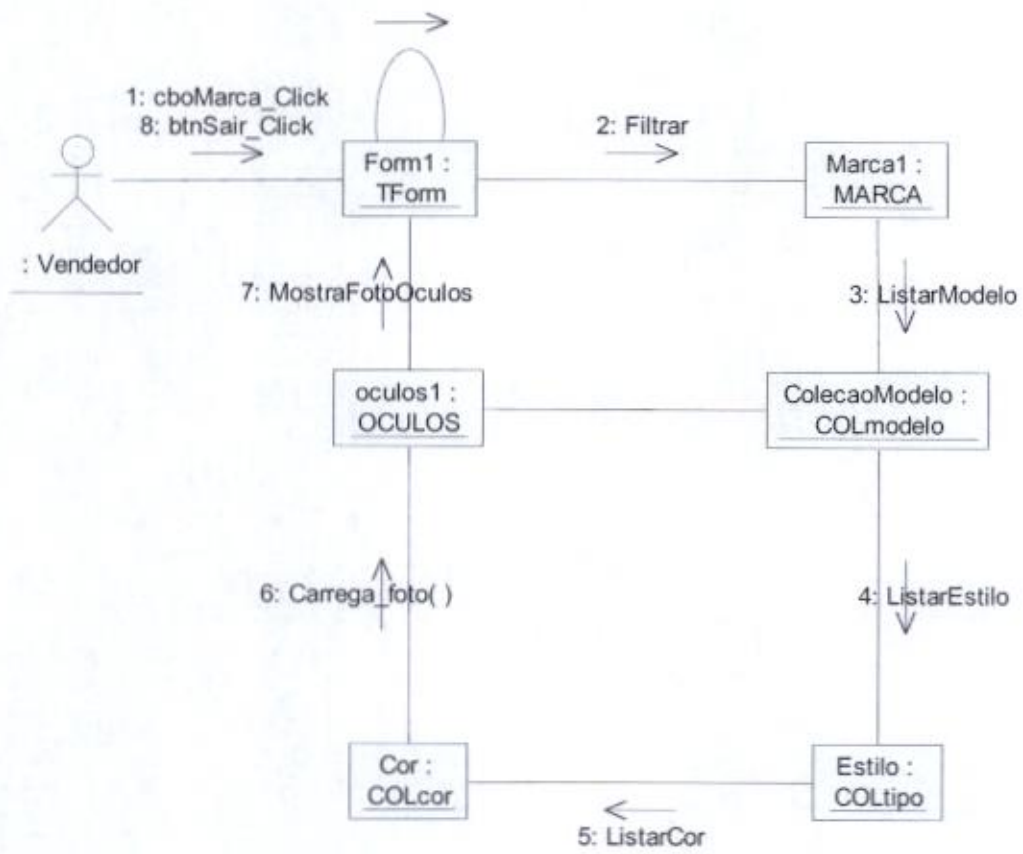 1: cboMarca_Click
8: btnSair_Click
2: Filtrar
Form1 :
TForm
Marca1 :
MARCA
: Vendedor
7: MostraFotoOculos
3: ListarModelo
oculos1 :
OCULOS
ColecaoModelo :
COLmodelo
6: Carrega_foto( )
4: ListarEstilo
Cor :
COLcor
Estilo :
COLtipo
5: ListarCor